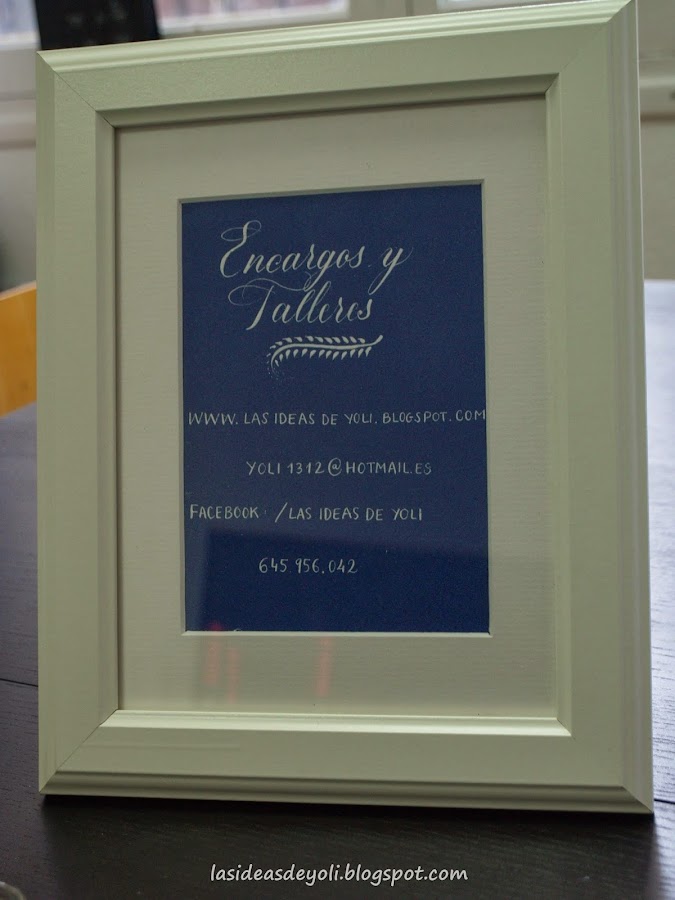 Encargos y
Talleres
WWW. LAS IDEAS DE YOLI. BLOGSPOT. COM
YOLI 1312@HOTMAIL.ES
FACEBOOK /LAS IDEAS DE YOLI
645.956.042
lasideasdeyoli.blogspot.com